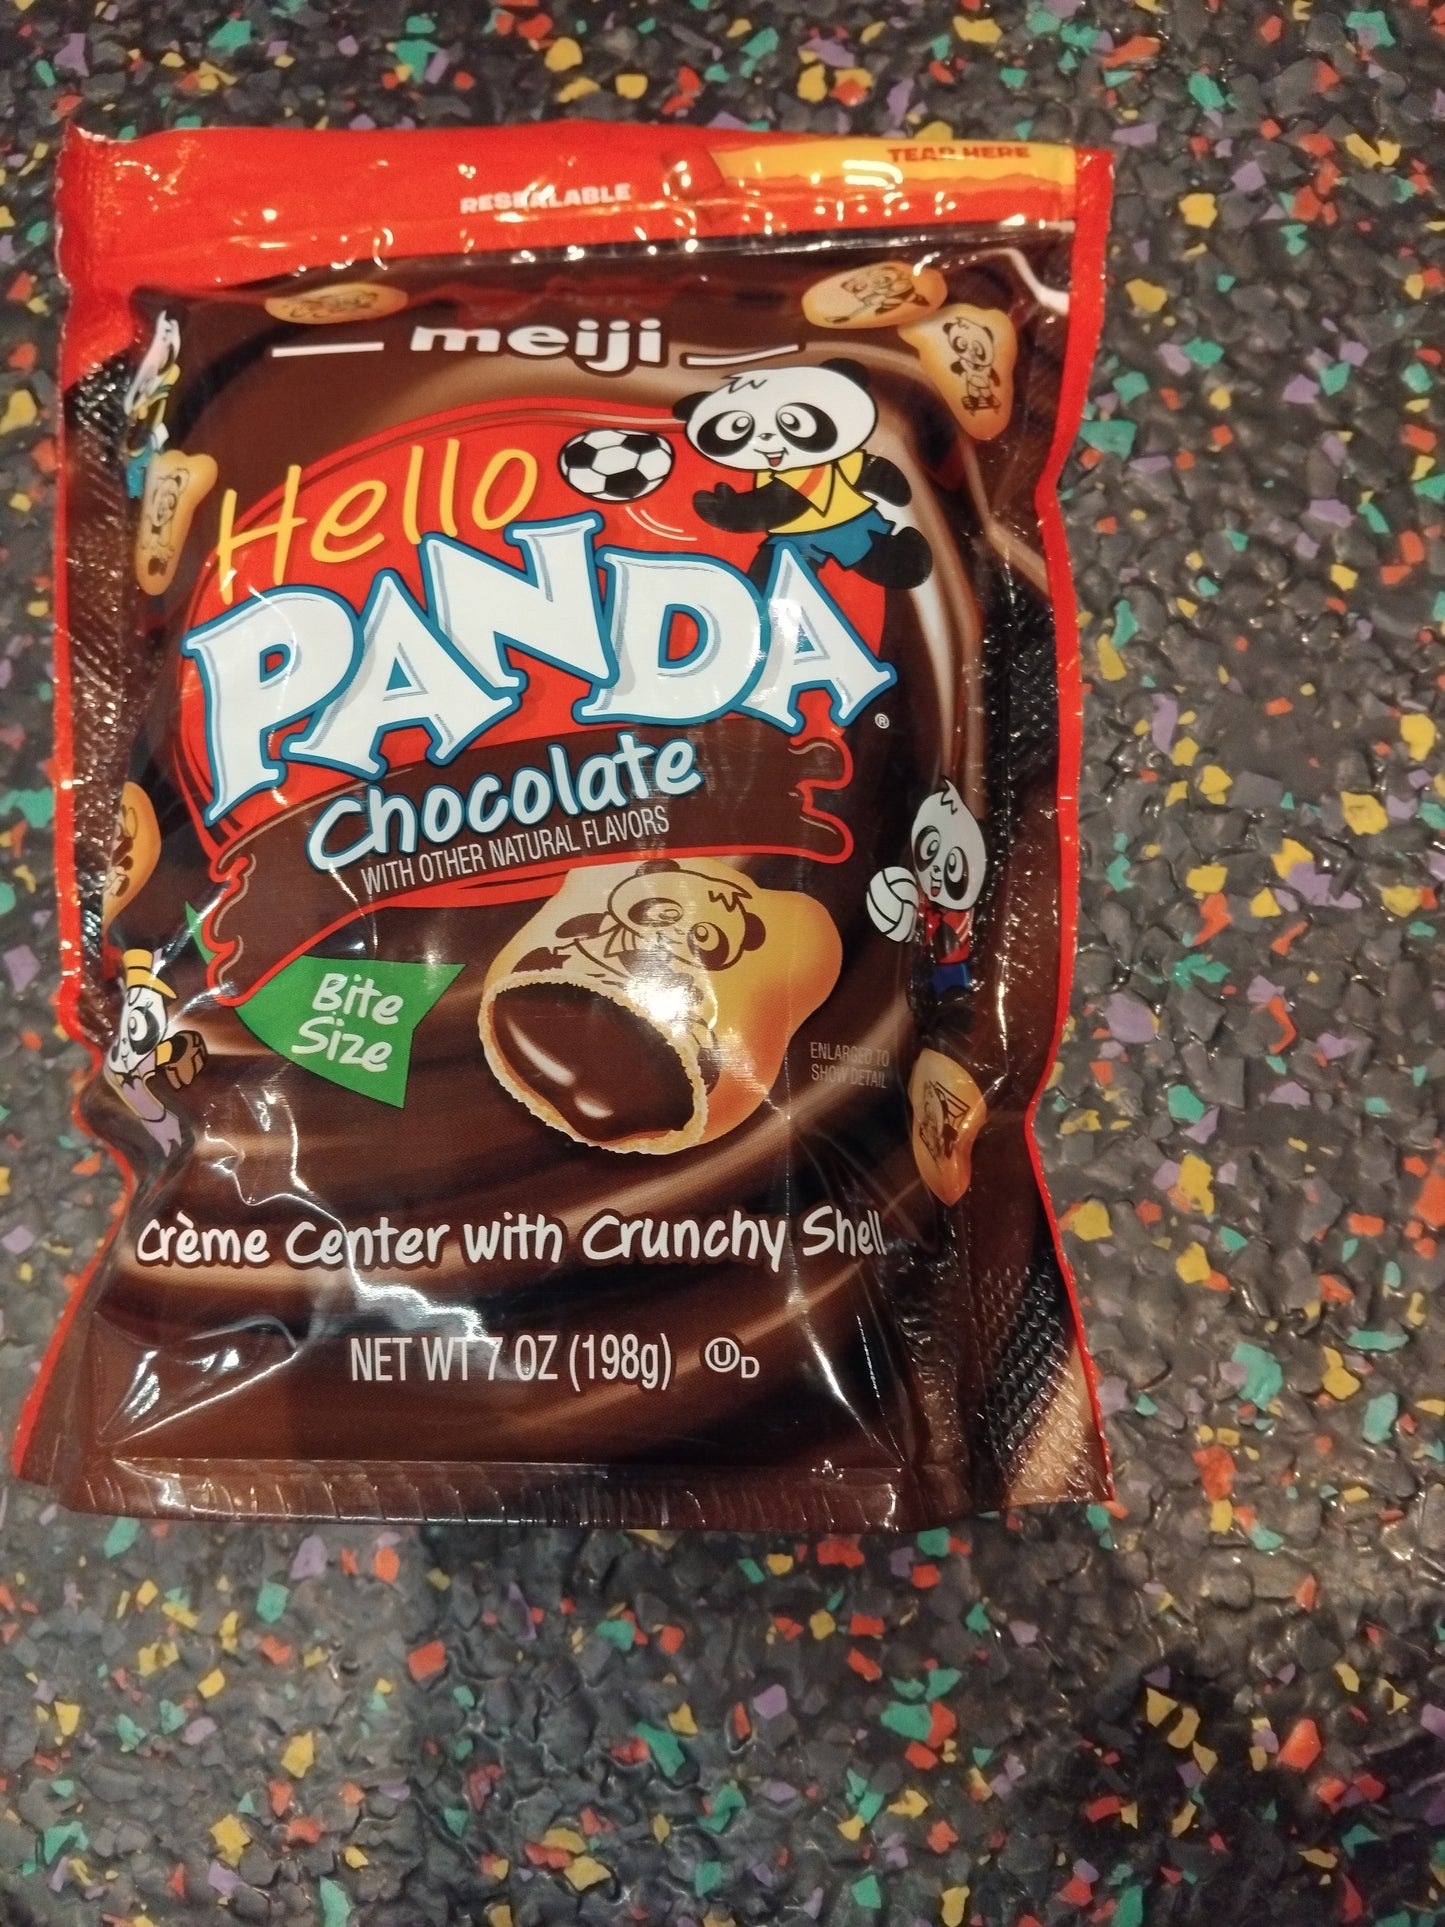 TEAR HERE
RESEALABLE
meiji
Hello
PANDA®
Chocolate
WITH OTHER NATURAL FLAVORS
Bite
Size
ENLARGED TO
SHOW DETAIL
Crème Center with Crunchy Shell
NET WT 7 OZ (198g) ⓊD